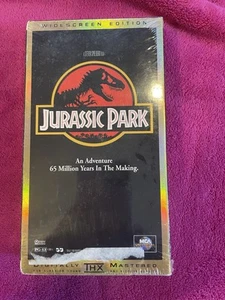 WIDESCREEN EDITION
JURASSIC PARK
An Adventure
65 Million Years In The Making.
MCA
DIGITALLY THX MASTERED